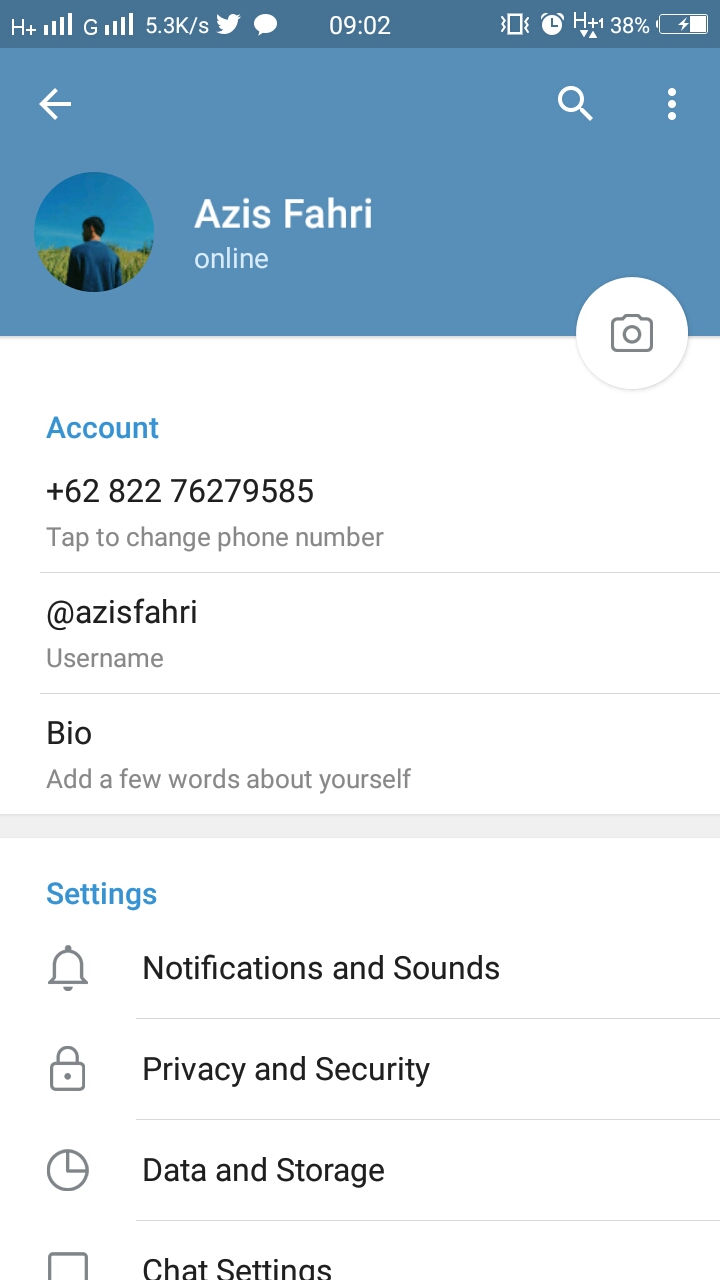 H+ G 5.3K/s 09:02 H+ 1 38%
Azis Fahri
online
Account
+62 822 76279585
Tap to change phone number
@azisfahri
Username
Bio
Add a few words about yourself
Settings
Notifications and Sounds
Privacy and Security
Data and Storage
Chat Settings